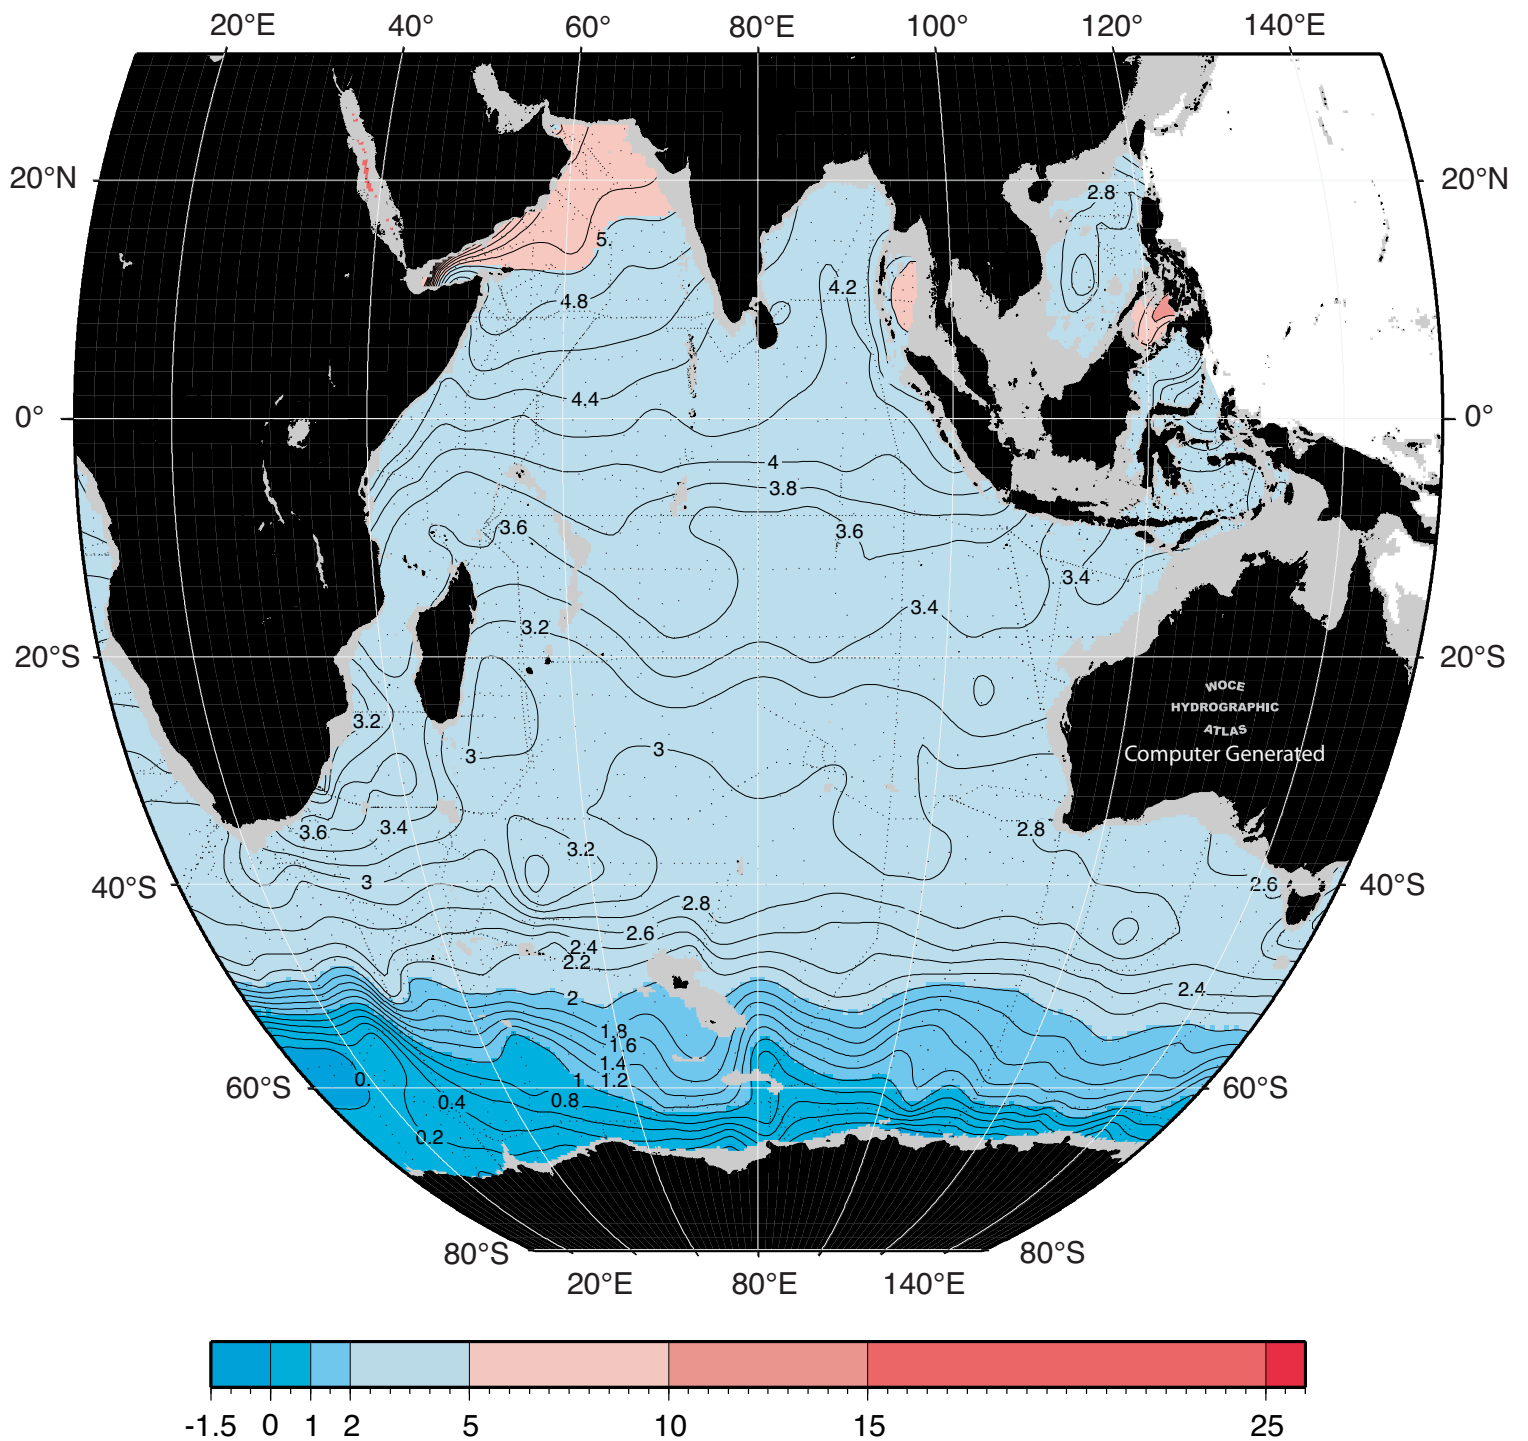 20°E 40° 60° 80°E 100° 120° 140°E
20°N 2.8 20°N
5.
4.2
4.8
4.4
0° 0°
4
3.8
3.6 3.6
3.4
3.4
3.2
20°S 20°S
WOCE
HYDROGRAPHIC
ATLAS
3.2
3 3
Computer Generated
3.6 3.4 2.8
3.2
3 2.6
40°S 40°S
2.8
2.6
2.4
2.2
2 2.4
1.8
1.6
1.4
0. 1 1.2
60°S 60°S
0.4 0.8
0.2
80°S 80°S
20°E 80°E 140°E
-1.5 0 1 2 5 10 15 25